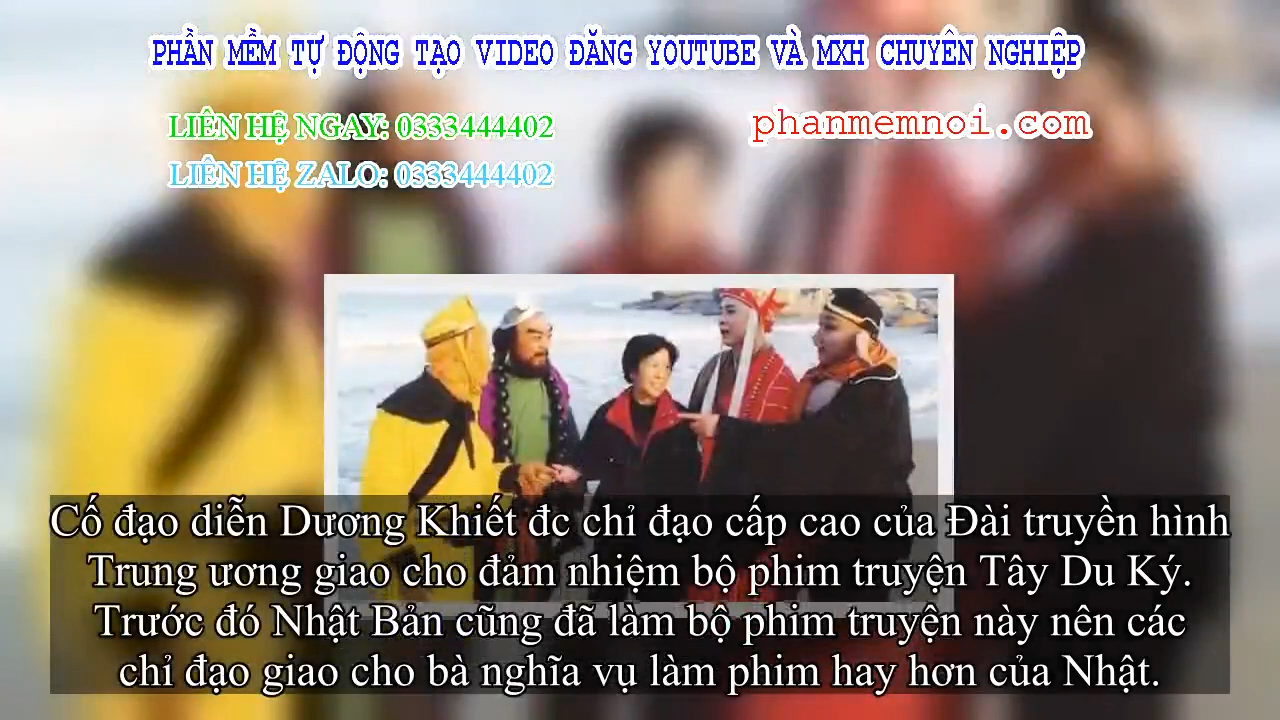 PHẦN MỀM TỰ ĐỘNG TẠO VIDEO ĐĂNG YOUTUBE VÀ MXH CHUYÊN NGHIỆP
LIÊN HỆ NGAY: 0333444402
phanmemnoi.com
LIÊN HỆ ZALO: 0333444402
Cố đạo diễn Dương Khiết đc chỉ đạo cấp cao của Đài truyền hình
Trung ương giao cho đảm nhiệm bộ phim truyện Tây Du Ký.
Trước đó Nhật Bản cũng đã làm bộ phim truyện này nên các
chỉ đạo giao cho bà nghĩa vụ làm phim hay hơn của Nhật.